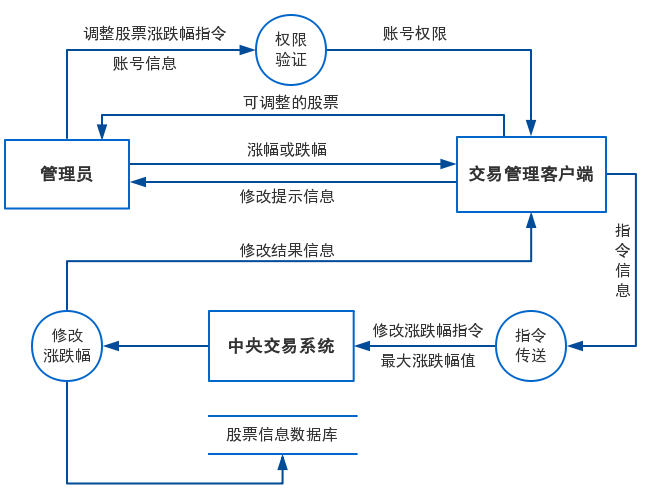 调整股票涨跌幅指令
账号信息
权限
验证
账号权限
可调整的股票
管理员
涨幅或跌幅
修改提示信息
交易管理客户端
指
令
信
息
修改结果信息
修改
涨跌幅
中央交易系统
修改涨跌幅指令
最大涨跌幅值
指令
传送
股票信息数据库